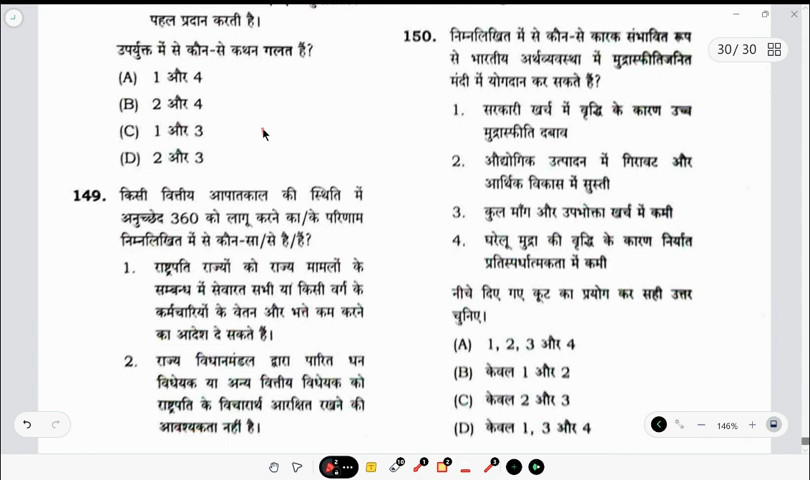 पहल प्रदान करती है।
उपर्युक्त में से कौन-से कथन गलत हैं?
(A) 1 और 4
(B) 2 और 4
(C) 1 और 3
(D) 2 और 3
149. किसी वित्तीय आपातकाल की स्थिति में
अनुच्छेद 360 को लागू करने का/के परिणाम
निम्नलिखित में से कौन-सा/से है/हैं?
1. राष्ट्रपति राज्यों को राज्य मामलों के
सम्बन्ध में सेवारत सभी या किसी वर्ग के
कर्मचारियों के वेतन और भत्ते कम करने
का आदेश दे सकते हैं।
2. राज्य विधानमंडल द्वारा पारित धन
विधेयक या अन्य वित्तीय विधेयक को
राष्ट्रपति के विचारार्थ आरक्षित रखने की
आवश्यकता नहीं है।
150. निम्नलिखित में से कौन-से कारक संभावित रूप
से भारतीय अर्थव्यवस्था में मुद्रास्फीतिजनित
मंदी में योगदान कर सकते हैं?
1. सरकारी खर्च में वृद्धि के कारण उच्च
मुद्रास्फीति दबाव
2. औद्योगिक उत्पादन में गिरावट और
आर्थिक विकास में सुस्ती
3. कुल माँग और उपभोक्ता खर्च में कमी
4. घरेलू मुद्रा की वृद्धि के कारण निर्यात
प्रतिस्पर्धात्मकता में कमी
नीचे दिए गए कूट का प्रयोग कर सही उत्तर
चुनिए।
(A) 1, 2, 3 और 4
(B) केवल 1 और 2
(C) केवल 2 और 3
(D) केवल 1, 3 और 4
30/30
146%